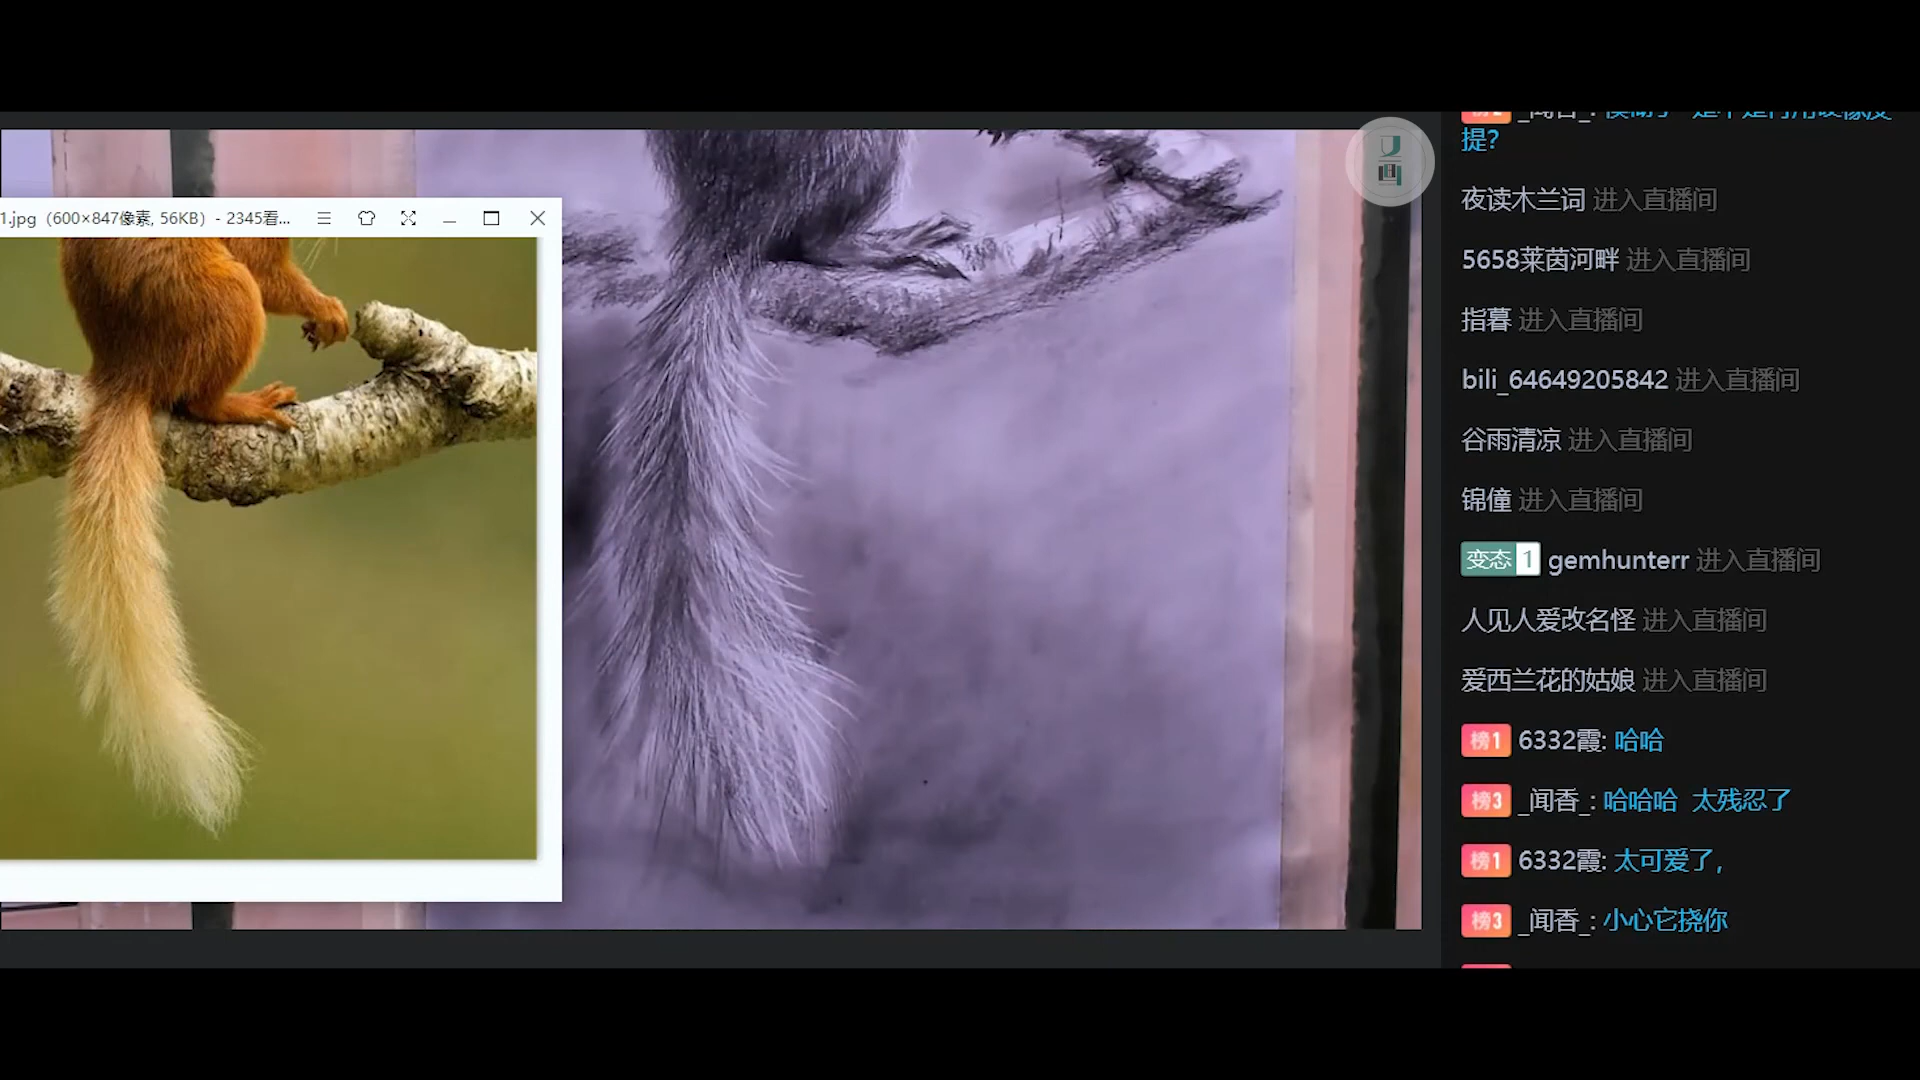 1.jpg（600×847像素, 56KB）- 2345看...
提?
夜读木兰词 进入直播间
5658莱茵河畔 进入直播间
指暮 进入直播间
bili_64649205842 进入直播间
谷雨清凉 进入直播间
锦僮 进入直播间
变态 1 gemhunterr 进入直播间
人见人爱改名怪 进入直播间
爱西兰花的姑娘 进入直播间
榜1 6332霞: 哈哈
榜3 _闻香_: 哈哈哈 太残忍了
榜1 6332霞: 太可爱了,
榜3 _闻香_: 小心它挠你